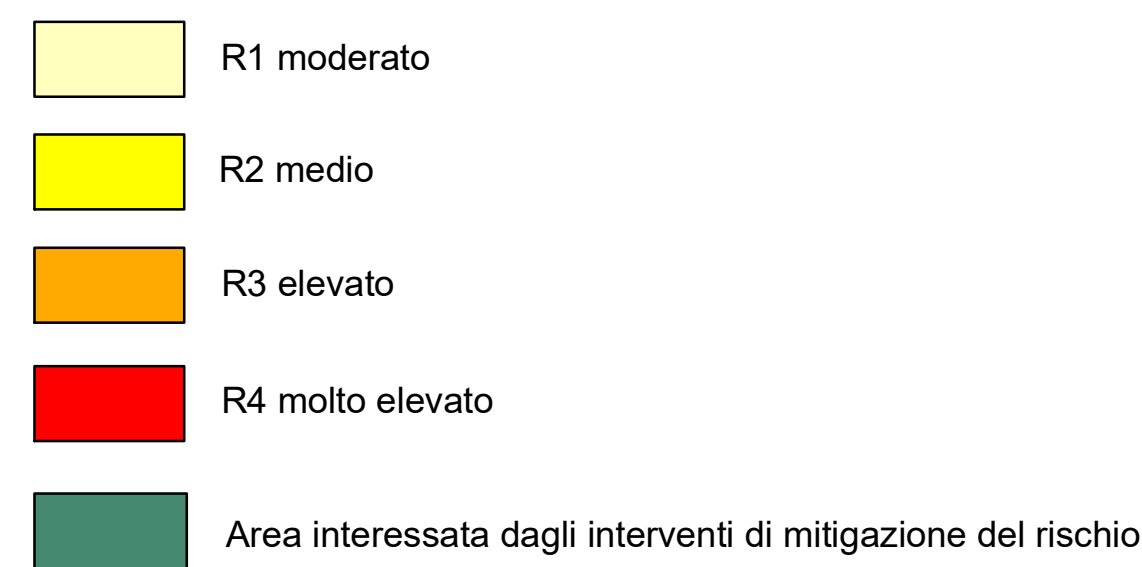 R1 moderato
R2 medio
R3 elevato
R4 molto elevato
Area interessata dagli interventi di mitigazione del rischio